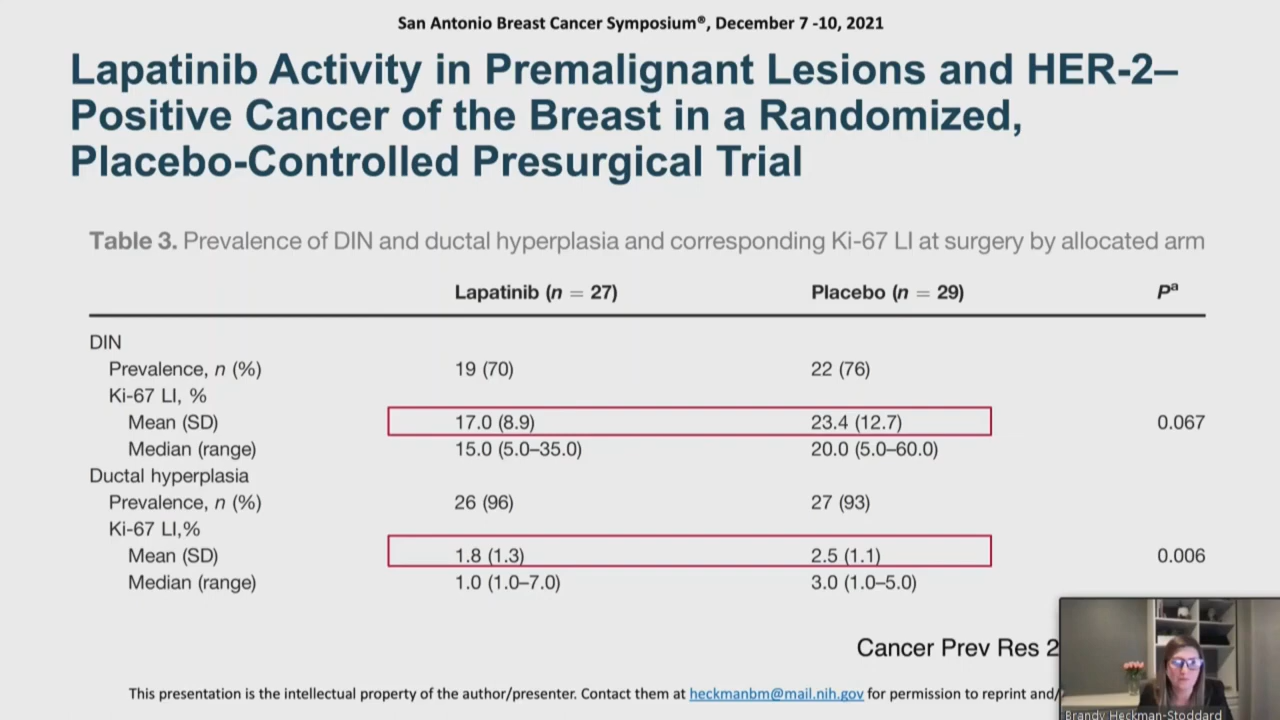 San Antonio Breast Cancer Symposium®, December 7 -10, 2021
Lapatinib Activity in Premalignant Lesions and HER-2–
Positive Cancer of the Breast in a Randomized,
Placebo-Controlled Presurgical Trial
Table 3. Prevalence of DIN and ductal hyperplasia and corresponding Ki-67 LI at surgery by allocated arm
Lapatinib (n = 27) Placebo (n = 29) Pa
DIN
Prevalence, n (%) 19 (70) 22 (76)
Ki-67 LI, %
Mean (SD) 17.0 (8.9) 23.4 (12.7) 0.067
Median (range) 15.0 (5.0–35.0) 20.0 (5.0–60.0)
Ductal hyperplasia
Prevalence, n (%) 26 (96) 27 (93)
Ki-67 LI,%
Mean (SD) 1.8 (1.3) 2.5 (1.1) 0.006
Median (range) 1.0 (1.0–7.0) 3.0 (1.0–5.0)
Cancer Prev Res 2
This presentation is the intellectual property of the author/presenter. Contact them at heckmanbm@mail.nih.gov for permission to reprint and/
Brandy Heckman-Stoddard